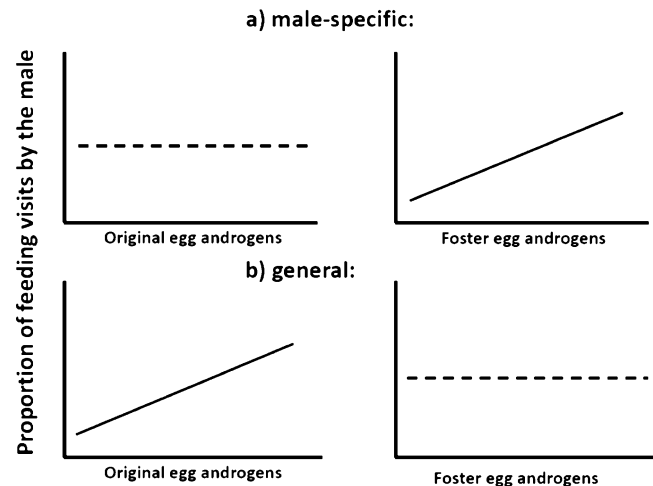 a) male-specific:
Proportion of feeding visits by the male
Original egg androgens
Foster egg androgens
b) general:
Original egg androgens
Foster egg androgens